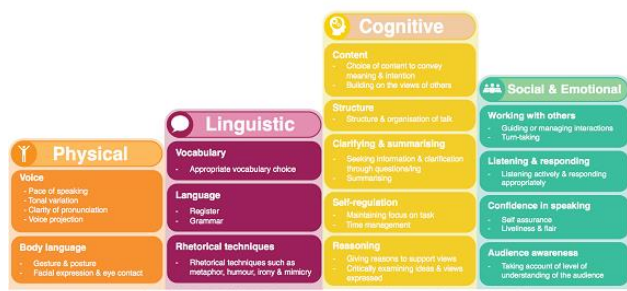 Physical
Voice
- Pace of speaking
- Tonal variation
- Clarity of pronunciation
- Voice projection
Body language
- Gesture & posture
- Facial expression & eye contact
Linguistic
Vocabulary
- Appropriate vocabulary choice
Language
- Register
- Grammar
Rhetorical techniques
- Rhetorical techniques such as
metaphor, humour, irony & mimicry
Cognitive
Content
- Choice of content to convey
meaning & intention
- Building on the views of others
Structure
- Structure & organisation of talk
Clarifying & summarising
- Seeking information & clarification
through questions/ing
- Summarising
Self-regulation
- Maintaining focus on task
- Time management
Reasoning
- Giving reasons to support views
- Critically examining ideas & views
expressed
Social & Emotional
Working with others
- Guiding or managing interactions
- Turn-taking
Listening & responding
- Listening actively & responding
appropriately
Confidence in speaking
- Self assurance
- Liveliness & flair
Audience awareness
- Taking account of level of
understanding of the audience